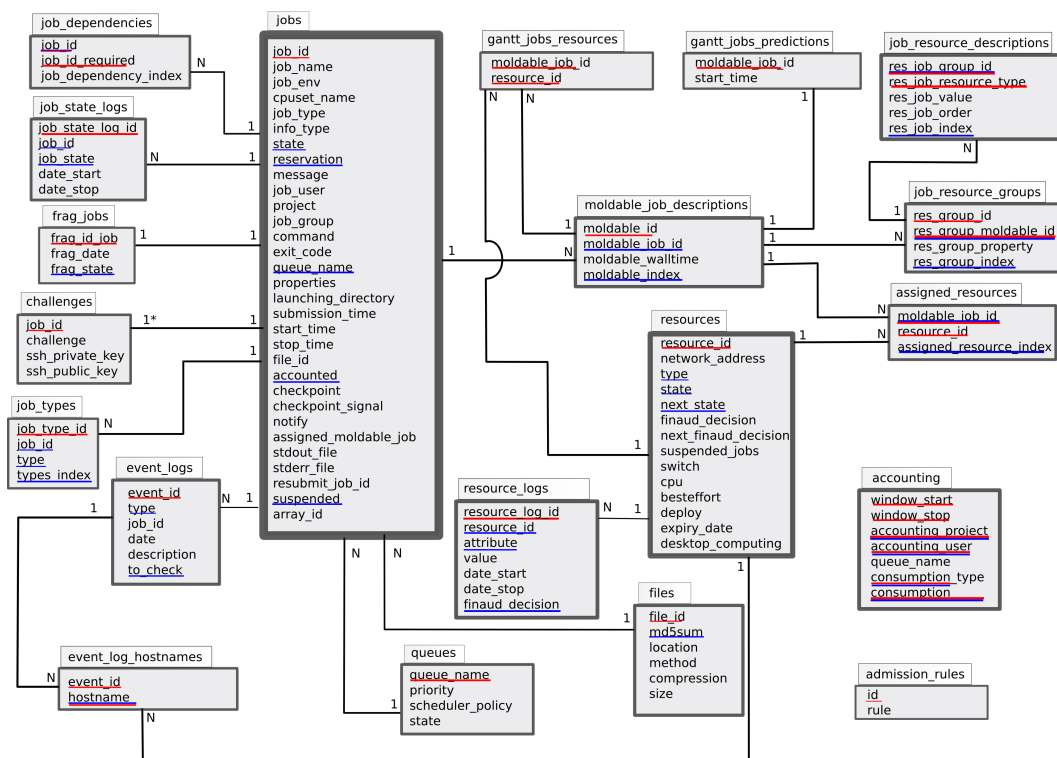 job_dependencies
job_id
job_id_required
job_dependency_index
N
1
job_state_logs
job_state_log_id
job_id
job_state
date_start
date_stop
N
1
frag_jobs
frag_id_job
frag_date
frag_state
1
1
challenges
job_id
challenge
ssh_private_key
ssh_public_key
1*
1
job_types
job_type_id
job_id
type
types_index
N
1
event_logs
event_id
type
job_id
date
description
to_check
N
1
1
event_log_hostnames
event_id
hostname
N
N
jobs
job_id
job_name
job_env
cpuset_name
job_type
info_type
state
reservation
message
job_user
project
job_group
command
exit_code
queue_name
properties
launching_directory
submission_time
start_time
stop_time
file_id
accounted
checkpoint
checkpoint_signal
notify
assigned_moldable_job
stdout_file
stderr_file
resubmit_job_id
suspended
array_id
N
N
1
gantt_jobs_resources
moldable_job_id
resource_id
N
N
gantt_jobs_predictions
moldable_job_id
start_time
1
job_resource_descriptions
res_job_group_id
res_job_resource_type
res_job_value
res_job_order
res_job_index
N
moldable_job_descriptions
moldable_id
moldable_job_id
moldable_walltime
moldable_index
1
N
1
1
1
job_resource_groups
res_group_id
res_group_moldable_id
res_group_property
res_group_index
1
N
assigned_resources
moldable_job_id
resource_id
assigned_resource_index
N
N
resources
resource_id
network_address
type
state
next_state
finaud_decision
next_finaud_decision
suspended_jobs
switch
cpu
besteffort
deploy
expiry_date
desktop_computing
1
1
1
1
resource_logs
resource_log_id
resource_id
attribute
value
date_start
date_stop
finaud_decision
N
accounting
window_start
window_stop
accounting_project
accounting_user
queue_name
consumption_type
consumption
files
file_id
md5sum
location
method
compression
size
1
queues
queue_name
priority
scheduler_policy
state
1
admission_rules
id
rule